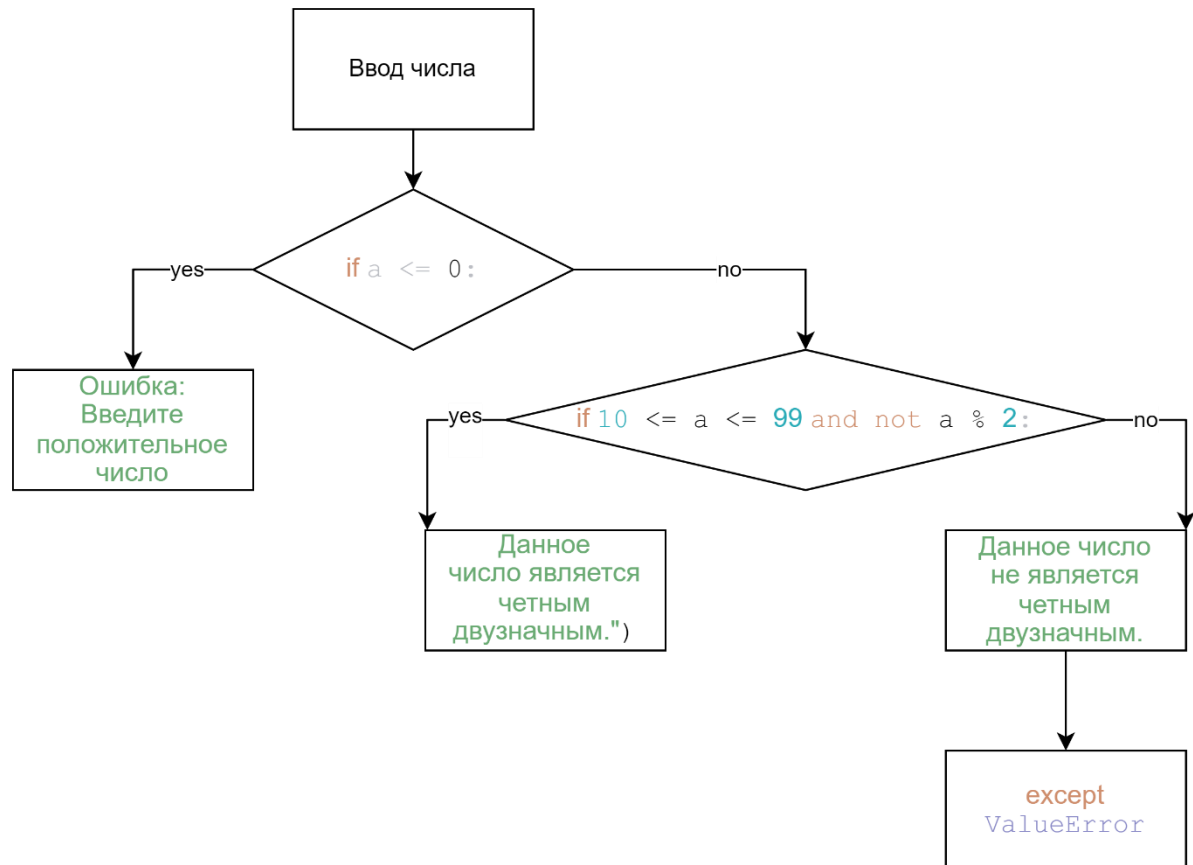 Ввод числа
if a <= 0:
yes
no
Ошибка:
Введите
положительное
число
if 10 <= a <= 99 and not a % 2:
yes
no
Данное
число является
четным
двузначным.")
Данное число
не является
четным
двузначным.
except
ValueError